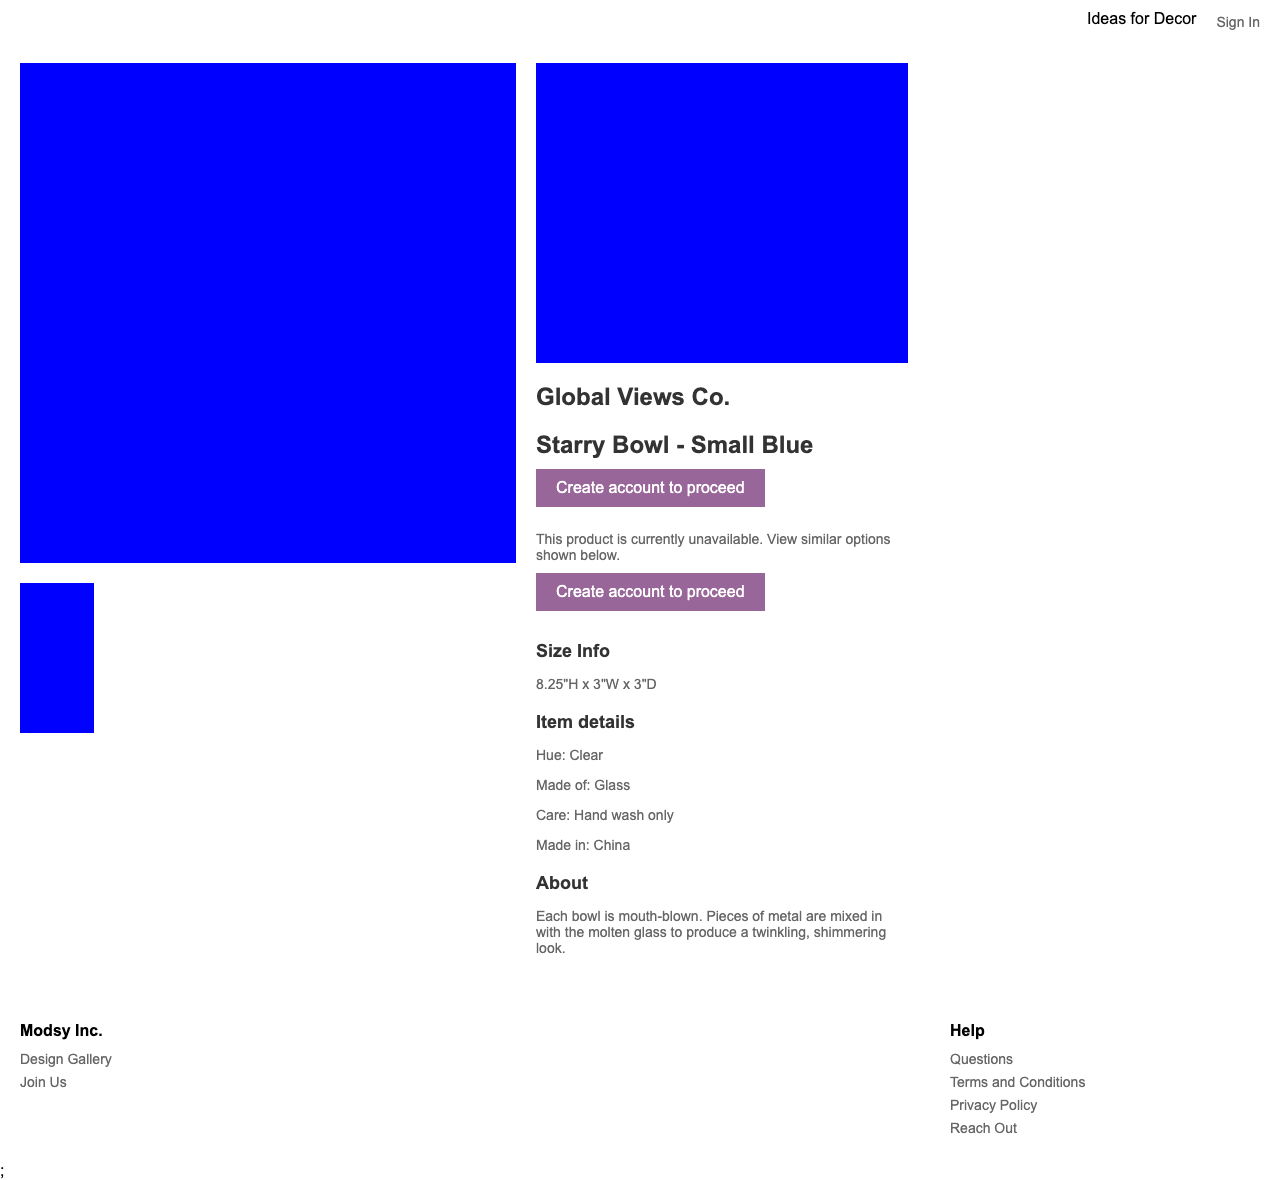 Ideas for Decor
Sign In
Global Views Co.
Starry Bowl - Small Blue
Create account to proceed
This product is currently unavailable. View similar options
shown below.
Create account to proceed
Size Info
8.25"H x 3"W x 3"D
Item details
Hue: Clear
Made of: Glass
Care: Hand wash only
Made in: China
About
Each bowl is mouth-blown. Pieces of metal are mixed in
with the molten glass to produce a twinkling, shimmering
look.
Modsy Inc.
Design Gallery
Join Us
Help
Questions
Terms and Conditions
Privacy Policy
Reach Out
;